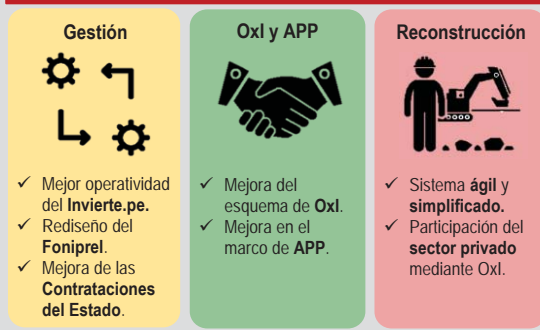 Gestión
✓ Mejor operatividad
del Invierte.pe.
✓ Rediseño del
Foniprel.
✓ Mejora de las
Contrataciones
del Estado.
OxI y APP
✓ Mejora del
esquema de OxI.
✓ Mejora en el
marco de APP.
Reconstrucción
✓ Sistema ágil y
simplificado.
✓ Participación del
sector privado
mediante OxI.